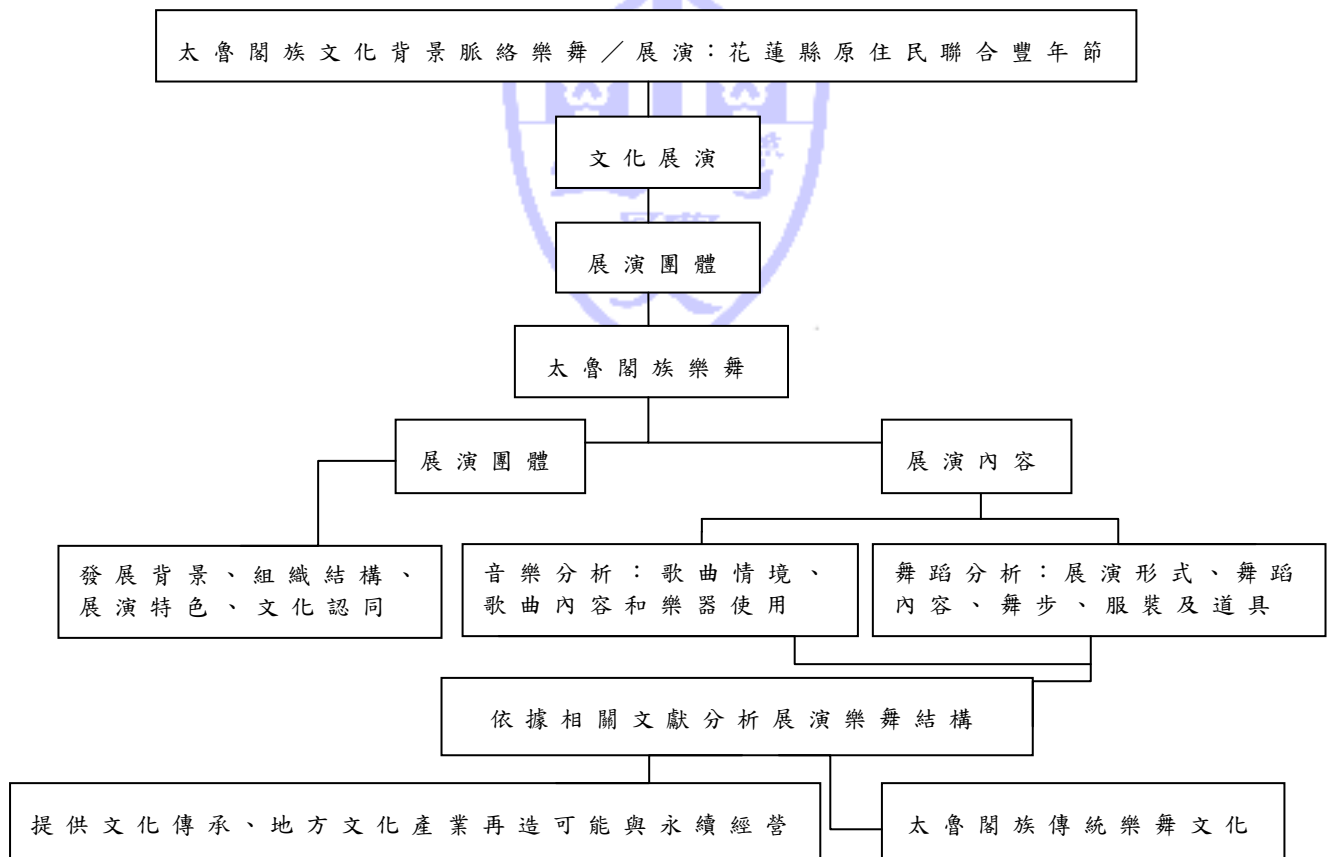 太魯閣族文化背景脈絡樂舞／展演：花蓮縣原住民聯合豐年節
文化展演
展演團體
太魯閣族樂舞
展演團體
展演內容
發展背景、組織結構、
展演特色、文化認同
音樂分析：歌曲情境、
歌曲內容和樂器使用
舞蹈分析：展演形式、舞蹈
內容、舞步、服裝及道具
依據相關文獻分析展演樂舞結構
提供文化傳承、地方文化產業再造可能與永續經營
太魯閣族傳統樂舞文化